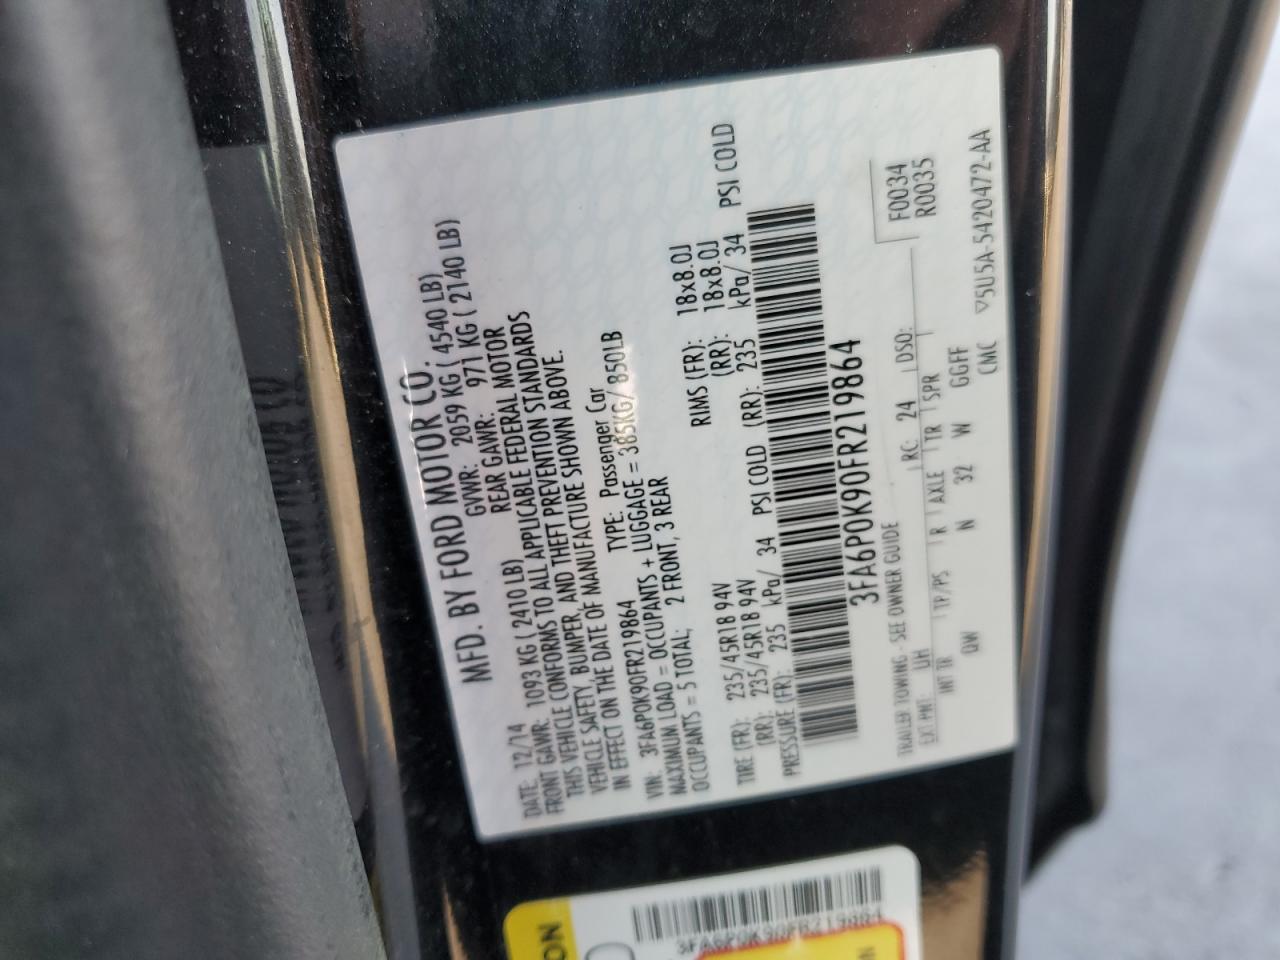 MFD. BY FORD MOTOR CO.
DATE: 12/14 GVWR: 2059 KG ( 4540 LB)
FRONT GAWR: 1093 KG ( 2410 LB) REAR GAWR: 971 KG ( 2140 LB)
THIS VEHICLE CONFORMS TO ALL APPLICABLE FEDERAL MOTOR
VEHICLE SAFETY, BUMPER, AND THEFT PREVENTION STANDARDS
IN EFFECT ON THE DATE OF MANUFACTURE SHOWN ABOVE.
VIN: 3FA6P0K90FR219864 TYPE: Passenger Car
MAXIMUM LOAD = OCCUPANTS + LUGGAGE = 385KG/ 850LB
OCCUPANTS = 5 TOTAL; 2 FRONT, 3 REAR
TIRE (FR): 235/45R18 94V RIMS (FR): 18x8.0J
(RR): 235/45R18 94V (RR): 18x8.0J
PRESSURE (FR): 235 kPa/ 34 PSI COLD (RR): 235 kPa/ 34 PSI COLD
3FA6P0K90FR219864
TRAILER TOWING - SEE OWNER GUIDE
F0034
R0035
EXT PNT: UH RC: 24 DSO:
INT TR TP/PS R AXLE TR SPR
QW N 32 W GGFF
CMC ▽5U5A-5420472-AA
3FA6P0K90FR219864